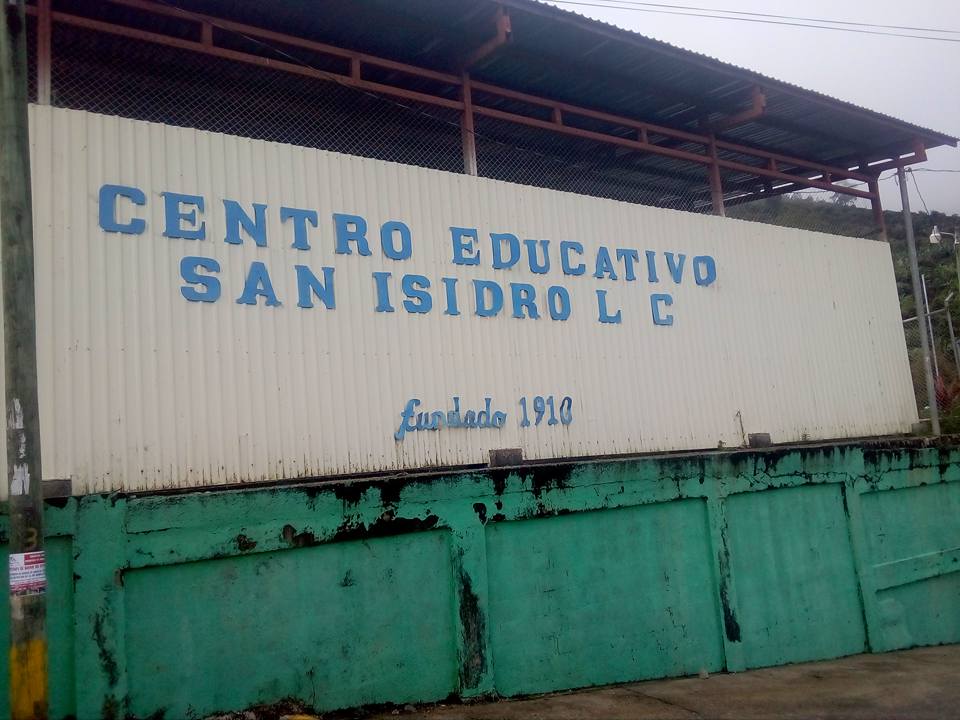 CENTRO EDUCATIVO
SAN ISIDRO L C
fundado 1910